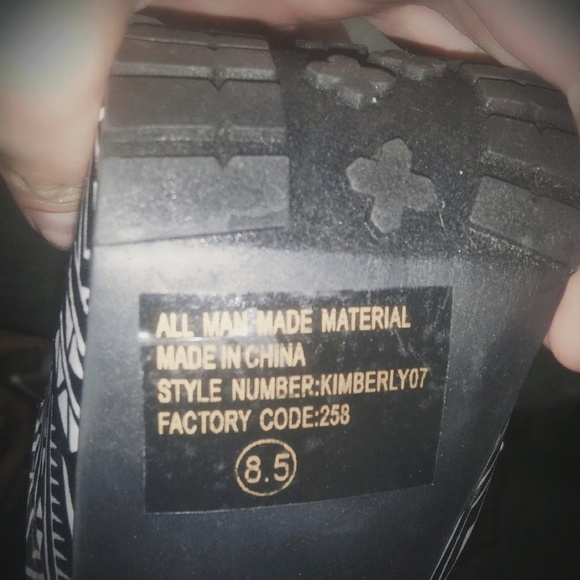 ALL MAN MADE MATERIAL
MADE IN CHINA
STYLE NUMBER:KIMBERLY07
FACTORY CODE:258
8.5